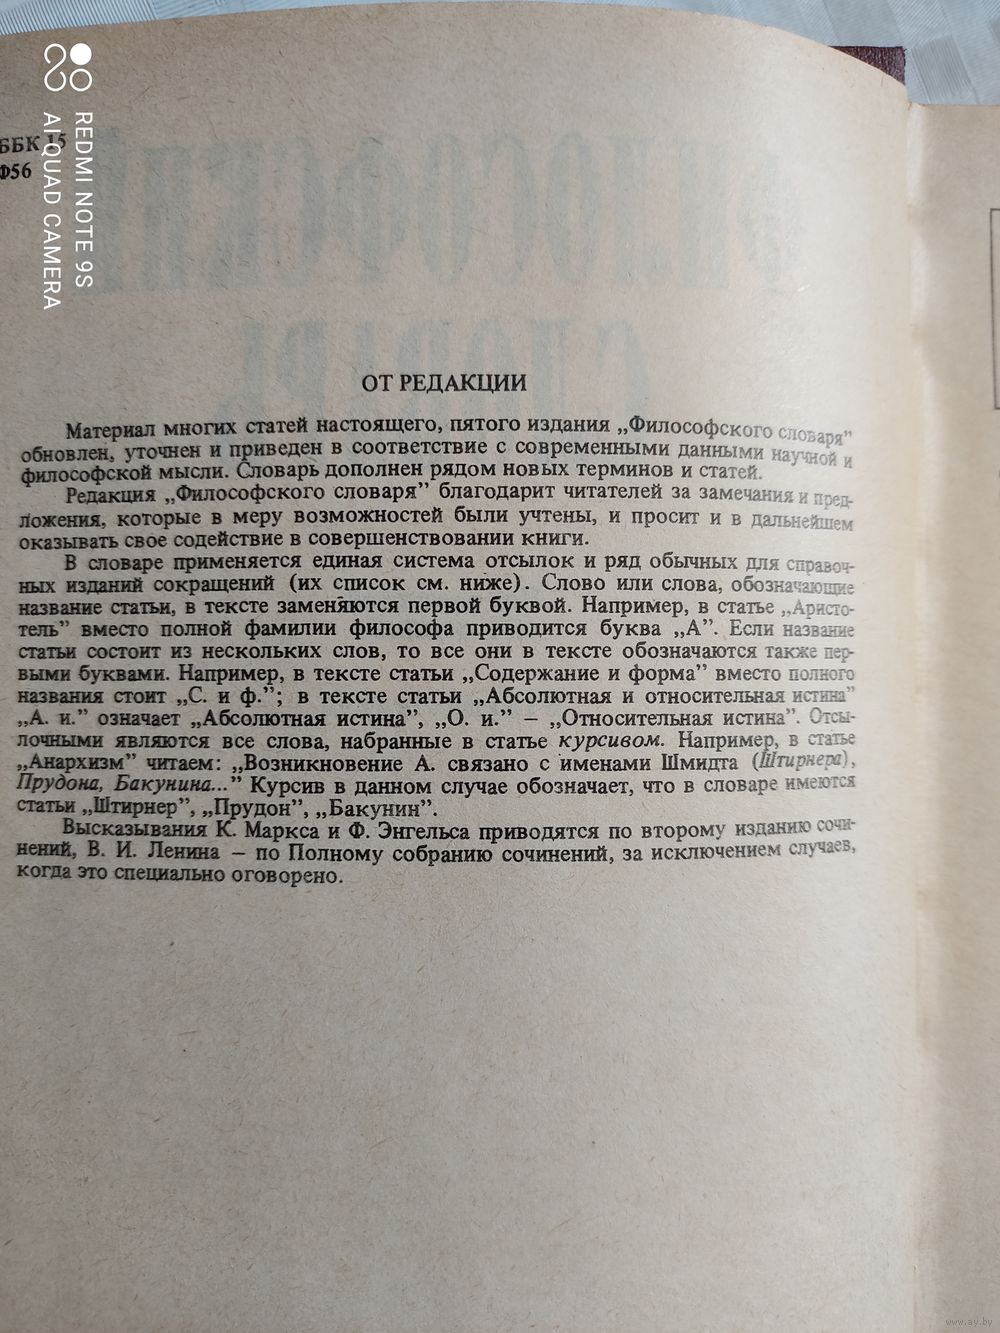 REDMI NOTE 9S
AI QUAD CAMERA
ББК 15
Ф56
ФИЛОСОФСКИЙ
СЛОВАРЬ
ОТ РЕДАКЦИИ
Материал многих статей настоящего, пятого издания „Философского словаря”
обновлен, уточнен и приведен в соответствие с современными данными научной и
философской мысли. Словарь дополнен рядом новых терминов и статей.
Редакция „Философского словаря” благодарит читателей за замечания и пред-
ложения, которые в меру возможностей были учтены, и просит и в дальнейшем
оказывать свое содействие в совершенствовании книги.
В словаре применяется единая система отсылок и ряд обычных для справоч-
ных изданий сокращений (их список см. ниже). Слово или слова, обозначающие
название статьи, в тексте заменяются первой буквой. Например, в статье „Аристо-
тель” вместо полной фамилии философа приводится буква „А”. Если название
статьи состоит из нескольких слов, то все они в тексте обозначаются также пер-
выми буквами. Например, в тексте статьи „Содержание и форма” вместо полного
названия стоит „С. и ф.”; в тексте статьи „Абсолютная и относительная истина”
„А. и.” означает „Абсолютная истина”, „О. и.” – „Относительная истина”. Отсы-
лочными являются все слова, набранные в статье курсивом. Например, в статье
„Анархизм” читаем: „Возникновение А. связано с именами Шмидта (Штирнера),
Прудона, Бакунина...” Курсив в данном случае обозначает, что в словаре имеются
статьи „Штирнер”, „Прудон”, „Бакунин”.
Высказывания К. Маркса и Ф. Энгельса приводятся по второму изданию сочи-
нений, В. И. Ленина – по Полному собранию сочинений, за исключением случаев,
когда это специально оговорено.
www.ay.by